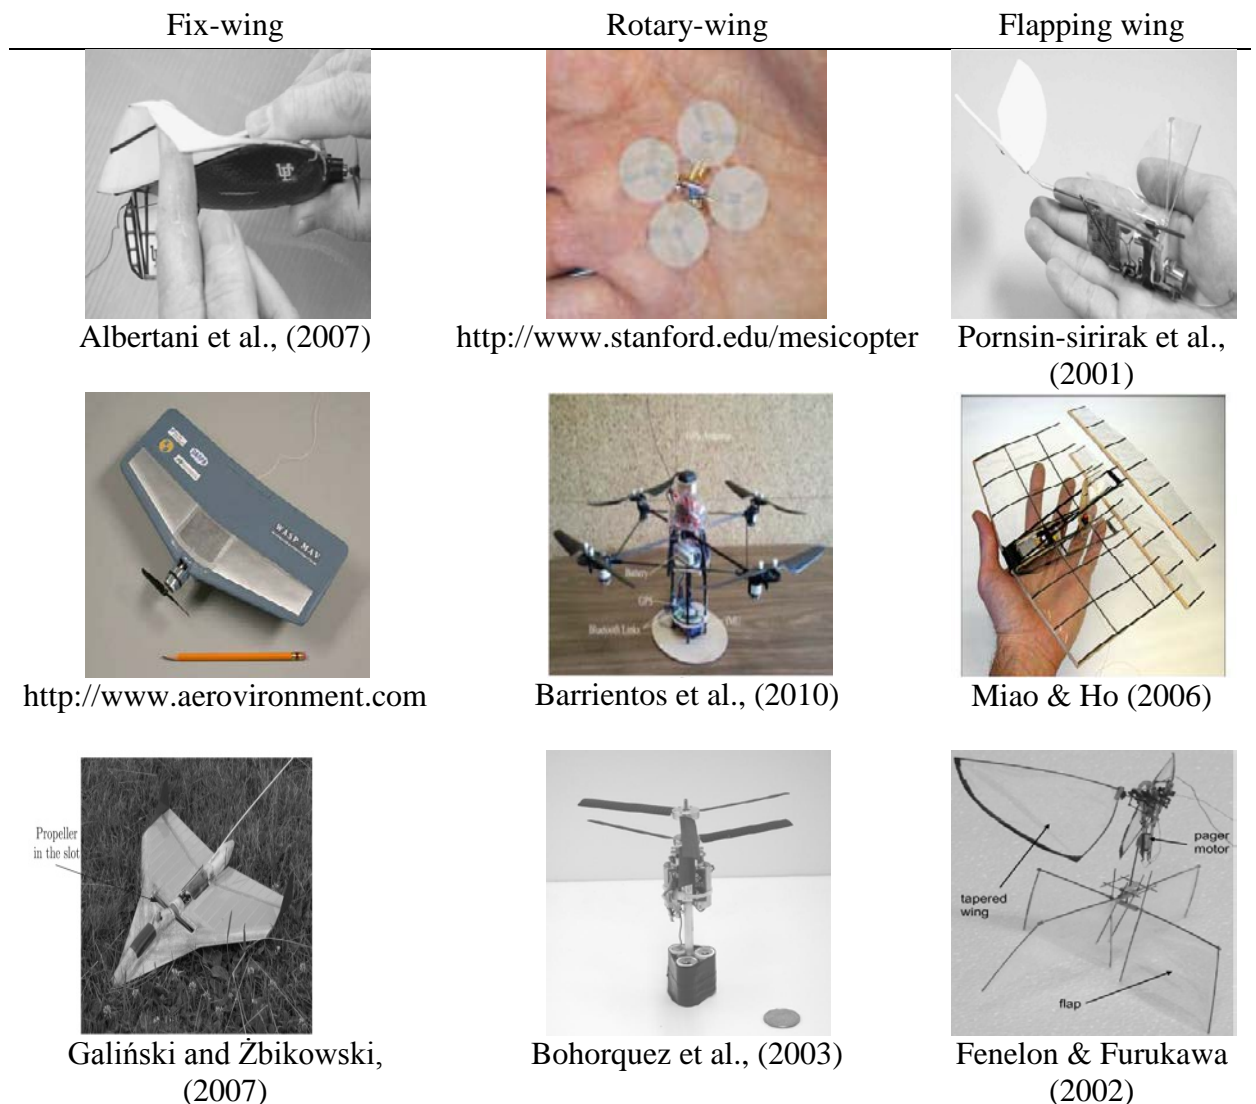 Fix-wing
Rotary-wing
Flapping wing
Albertani et al., (2007)
http://www.stanford.edu/mesicopter
Pornsin-sirirak et al.,
(2001)
WASP MAV
Battery
GPS
IMU
Bluetooth Links
http://www.aerovironment.com
Barrientos et al., (2010)
Miao & Ho (2006)
Propeller
in the slot
pager
motor
tapered
wing
flap
Galiński and Żbikowski,
(2007)
Bohorquez et al., (2003)
Fenelon & Furukawa
(2002)